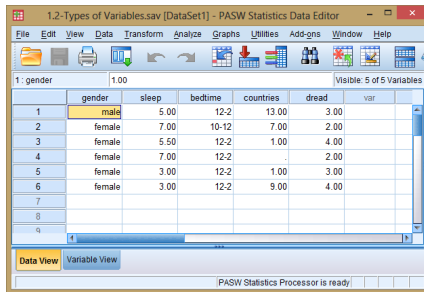 1.2-Types of Variables.sav [DataSet1] - PASW Statistics Data Editor
File Edit View Data Transform Analyze Graphs Utilities Add-ons Window Help
1 : gender 1.00 Visible: 5 of 5 Variables
gender sleep bedtime countries dread var
1 male 5.00 12-2 13.00 3.00
2 female 7.00 10-12 7.00 2.00
3 female 5.50 12-2 1.00 4.00
4 female 7.00 12-2 . 2.00
5 female 3.00 12-2 1.00 3.00
6 female 3.00 12-2 9.00 4.00
7
8
9
Data View Variable View
PASW Statistics Processor is ready